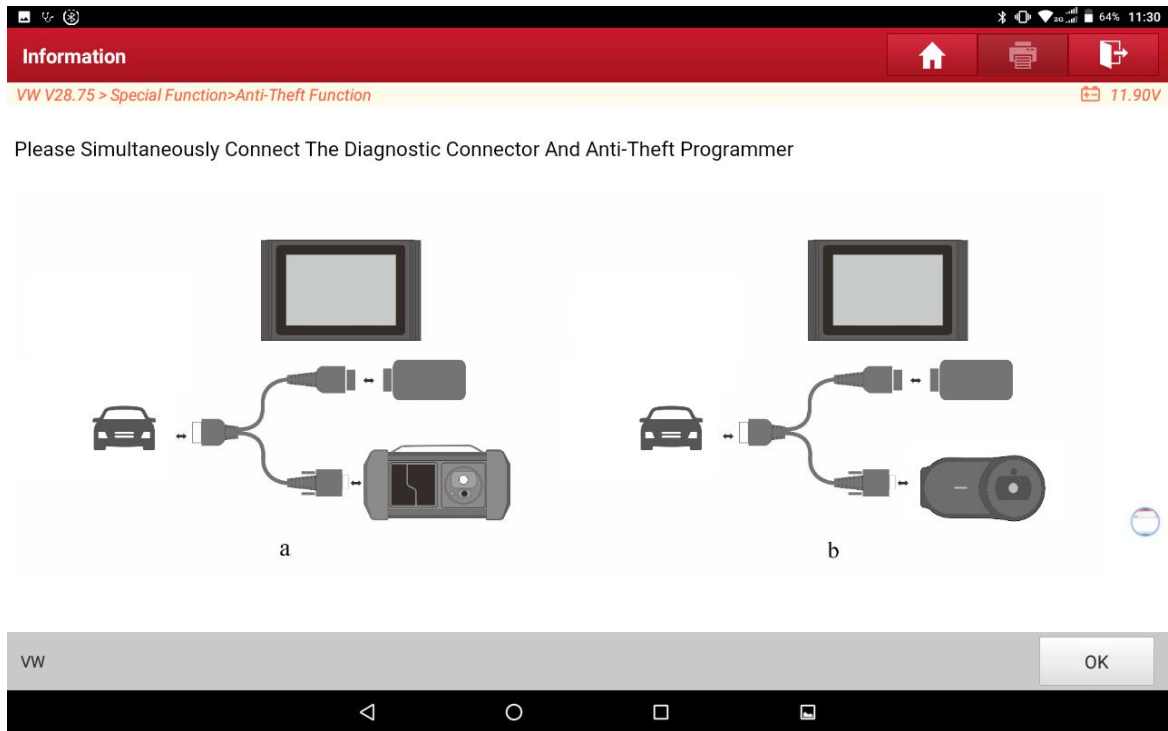 2G 64% 11:30
Information
VW V28.75 > Special Function>Anti-Theft Function 11.90V
Please Simultaneously Connect The Diagnostic Connector And Anti-Theft Programmer
a b
VW OK